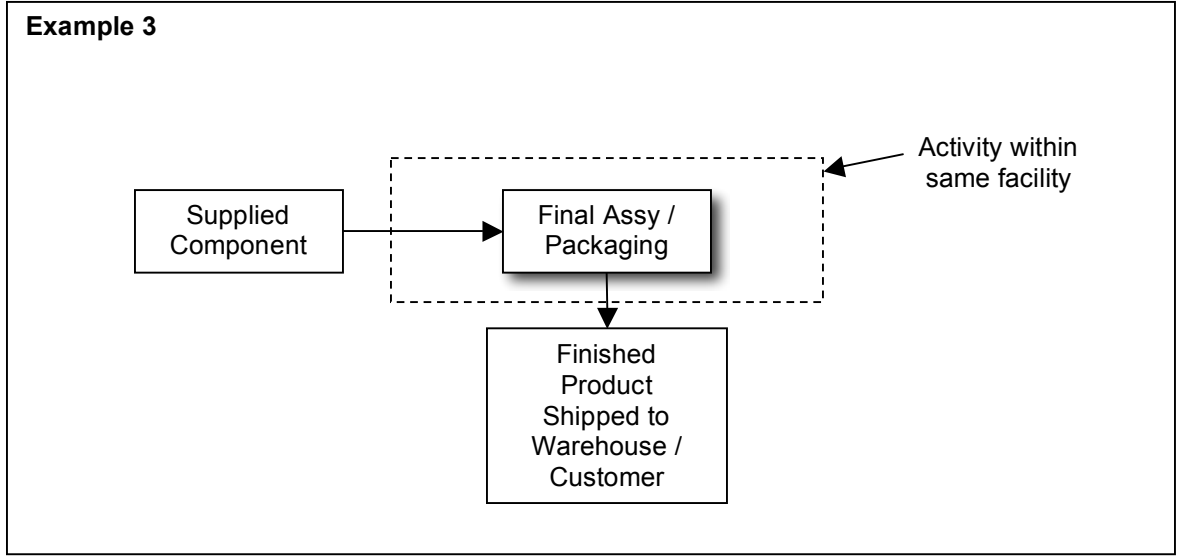 Example 3
Activity within
same facility
Supplied
Component
Final Assy /
Packaging
Finished
Product
Shipped to
Warehouse /
Customer